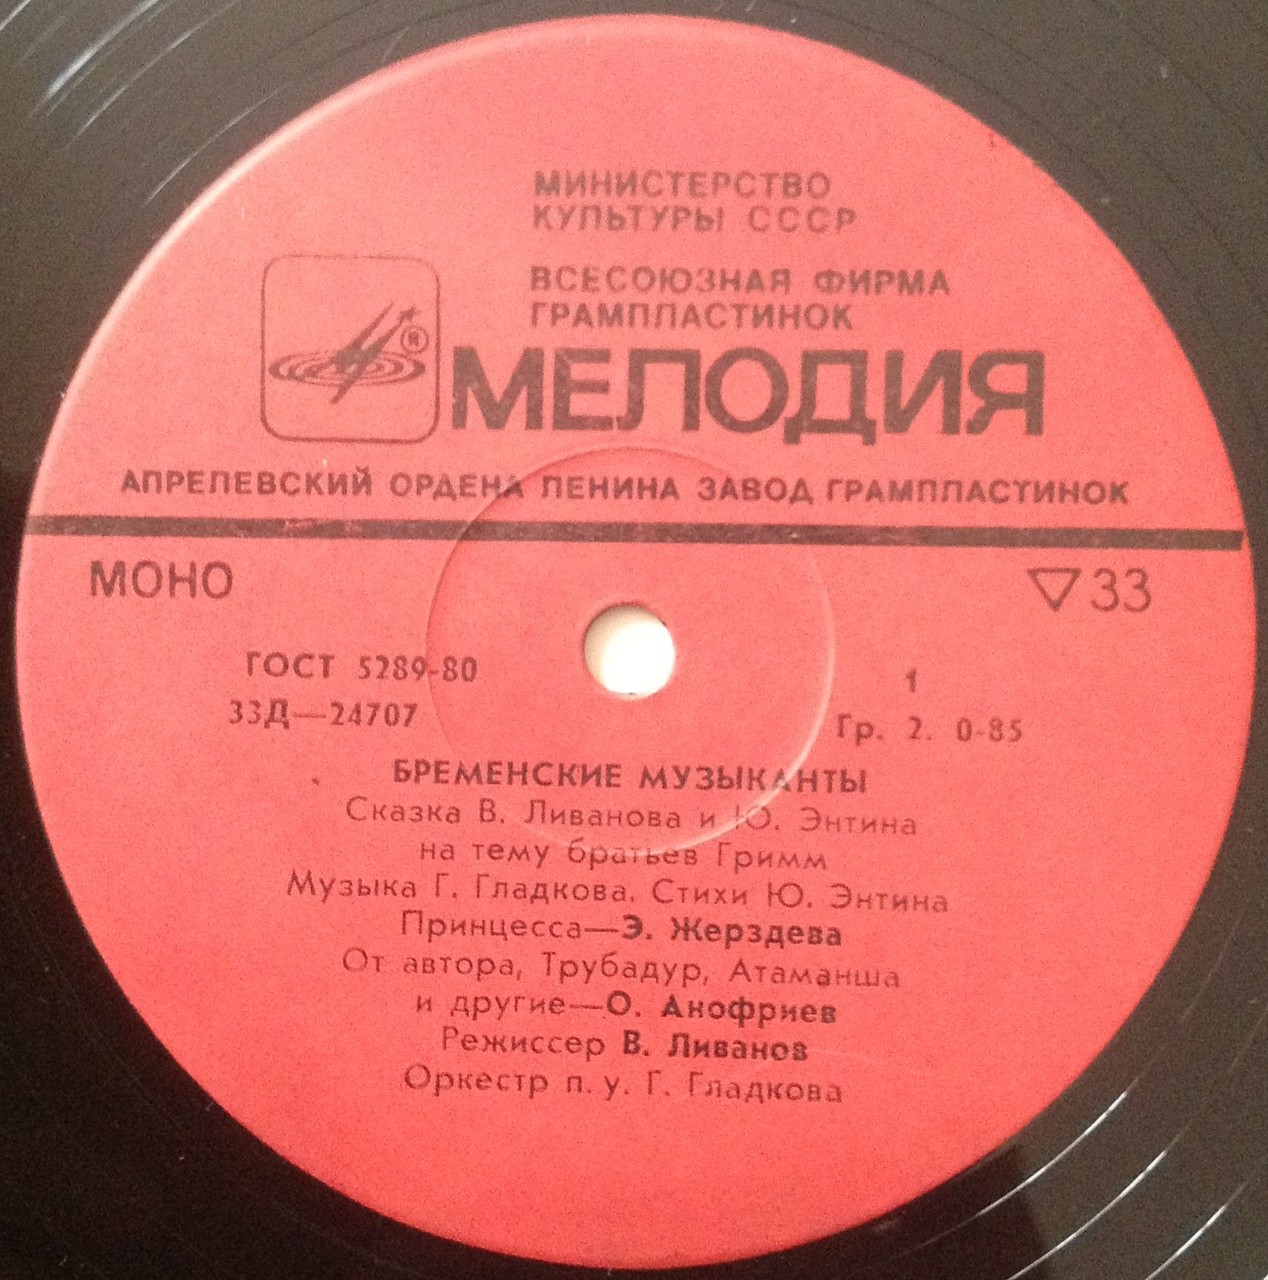 МИНИСТЕРСТВО
КУЛЬТУРЫ СССР
ВСЕСОЮЗНАЯ ФИРМА
ГРАМПЛАСТИНОК
®
МЕЛОДИЯ
АПРЕЛЕВСКИЙ ОРДЕНА ЛЕНИНА ЗАВОД ГРАМПЛАСТИНОК
МОНО ▽33
ГОСТ 5289-80 1
33Д—24707 Гр. 2. 0-85
БРЕМЕНСКИЕ МУЗЫКАНТЫ
Сказка В. Ливанова и Ю. Энтина
на тему братьев Гримм
Музыка Г. Гладкова. Стихи Ю. Энтина
Принцесса—Э. Жерздева
От автора, Трубадур, Атаманша
и другие—О. Анофриев
Режиссер В. Ливанов
Оркестр п. у. Г. Гладкова